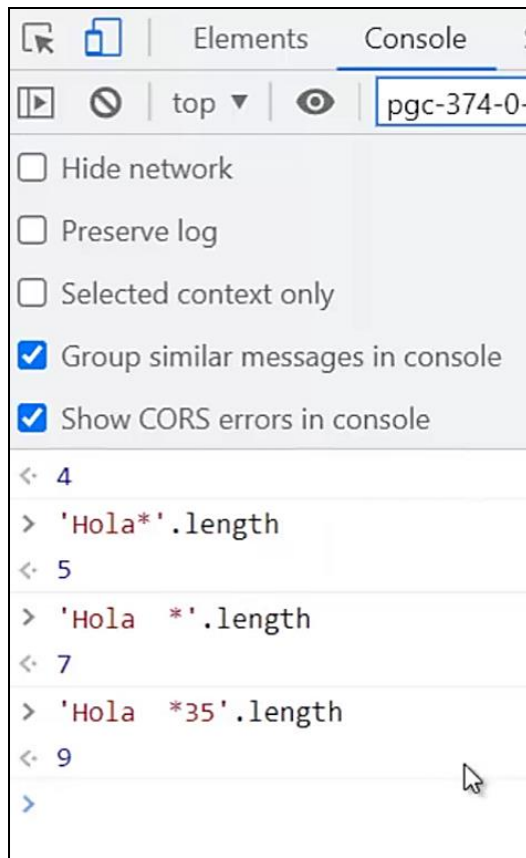 Elements Console
top ▼ pgc-374-0-
Hide network
Preserve log
Selected context only
Group similar messages in console
Show CORS errors in console
4
> 'Hola*'.length
5
> 'Hola  *'.length
7
> 'Hola  *35'.length
9
>